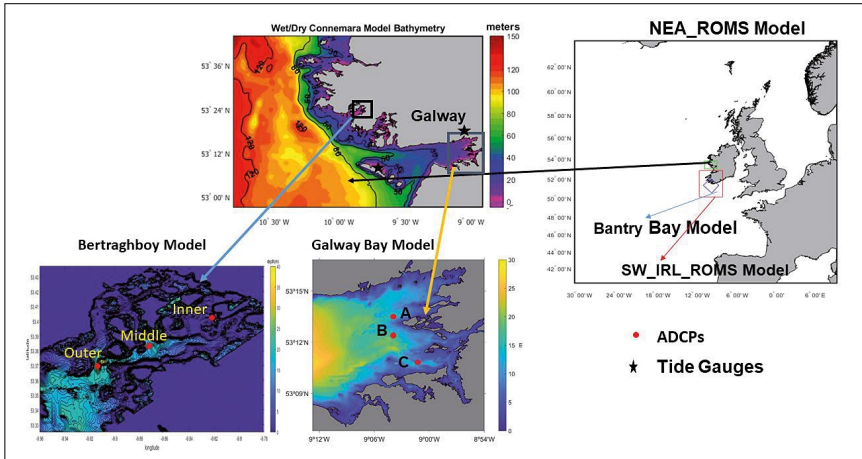 Wet/Dry Connemara Model Bathymetry
meters
NEA_ROMS Model
53° 36'N
53° 24'N
53° 12'N
53° 00'N
10° 30'W 10° 00'W 9° 30'W 9° 00'W
150
120
100
80
60
40
20
0
Galway
62° 00'N
60° 00'N
58° 00'N
56° 00'N
54° 00'N
52° 00'N
50° 00'N
48° 00'N
46° 00'N
44° 00'N
42° 00'N
30° 00'W 24° 00'W 18° 00'W 12° 00'W 6° 00'W 0° 00'E 6° 00'E
Bantry Bay Model
SW_IRL_ROMS Model
ADCPs
Tide Gauges
Bertraghboy Model
Outer
Middle
Inner
longitude
Galway Bay Model
53°15'N
53°12'N
53°09'N
9°12'W 9°06'W 9°00'W 8°54'W
A
B
C
30
25
20
15
10
5
0
m